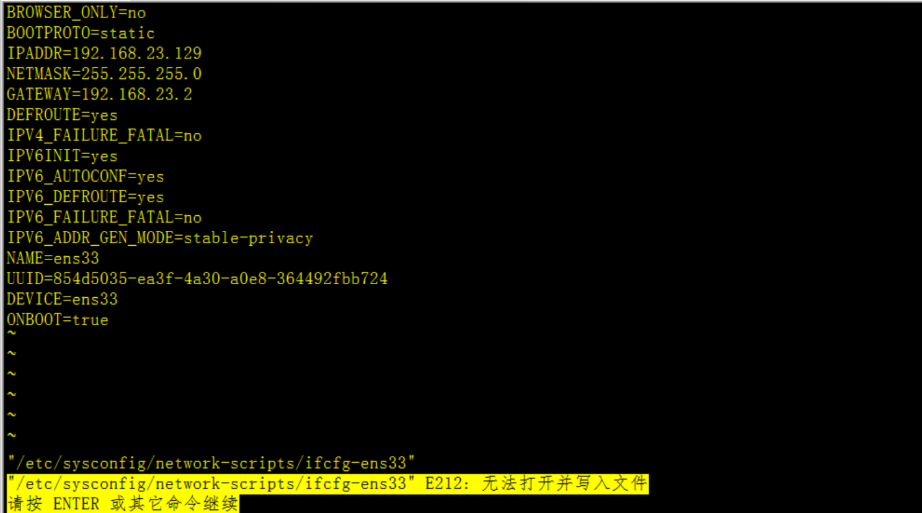 BROWSER_ONLY=no
BOOTPROTO=static
IPADDR=192.168.23.129
NETMASK=255.255.255.0
GATEWAY=192.168.23.2
DEFROUTE=yes
IPV4_FAILURE_FATAL=no
IPV6INIT=yes
IPV6_AUTOCONF=yes
IPV6_DEFROUTE=yes
IPV6_FAILURE_FATAL=no
IPV6_ADDR_GEN_MODE=stable-privacy
NAME=ens33
UUID=854d5035-ea3f-4a30-a0e8-364492fbb724
DEVICE=ens33
ONBOOT=true
~
~
~
~
~
~
"/etc/sysconfig/network-scripts/ifcfg-ens33"
"/etc/sysconfig/network-scripts/ifcfg-ens33" E212: 无法打开并写入文件
请按 ENTER 或其它命令继续